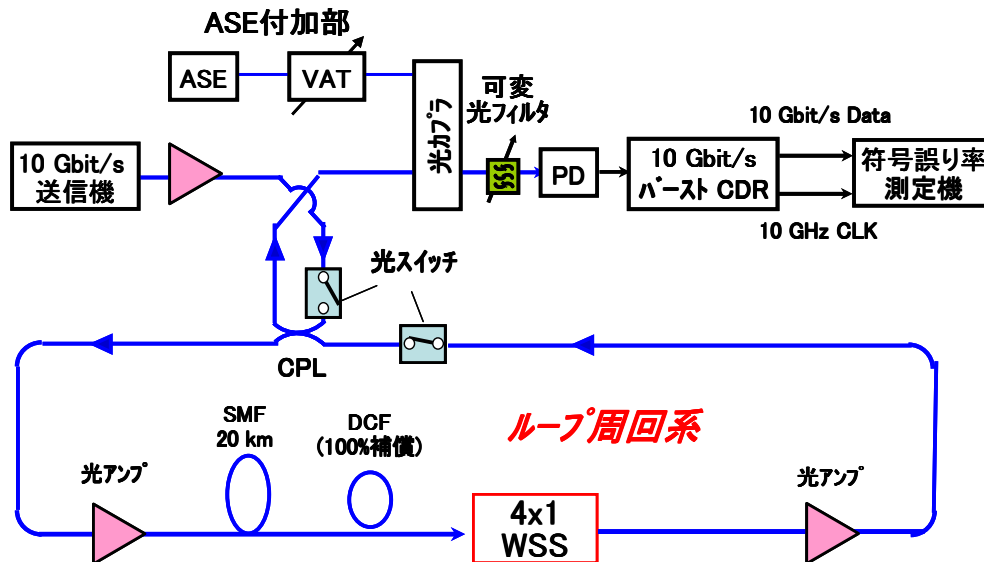 ASE付加部
ASE
VAT
光カプラ
可変
光フィルタ
10 Gbit/s Data
10 Gbit/s
送信機
PD
10 Gbit/s
バースト CDR
符号誤り率
測定機
10 GHz CLK
光スイッチ
CPL
SMF
20 km
DCF
(100%補償)
ループ周回系
光アンプ
光アンプ
4x1
WSS